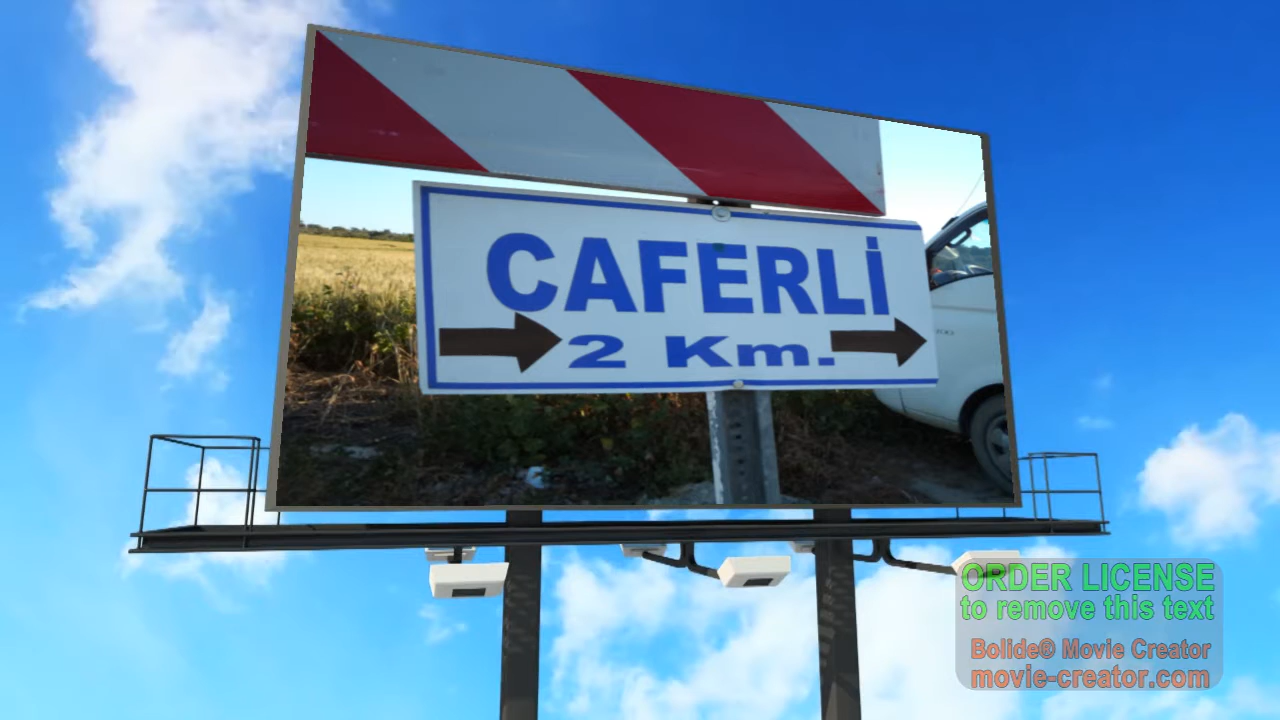 CAFERLİ
2 Km.
ORDER LICENSE
to remove this text
Bolide® Movie Creator
movie-creator.com